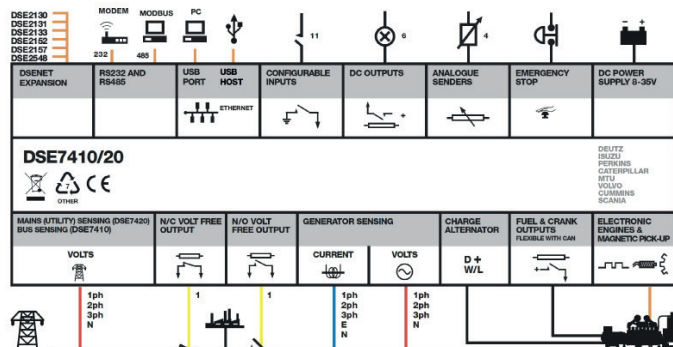 DSE2130
DSE2131
DSE2133
DSE2152
DSE2157
DSE2548
MODEM
MODBUS
PC
232
485
11
6
4
DSENET EXPANSION
RS232 AND RS485
USB PORT
USB HOST
CONFIGURABLE INPUTS
DC OUTPUTS
ANALOGUE SENDERS
EMERGENCY STOP
DC POWER SUPPLY 8-35V
ETHERNET
+
DSE7410/20
7
OTHER
CE
DEUTZ
ISUZU
PERKINS
CATERPILLAR
MTU
VOLVO
CUMMINS
SCANIA
MAINS (UTILITY) SENSING (DSE7420)
BUS SENSING (DSE7410)
N/C VOLT FREE OUTPUT
N/O VOLT FREE OUTPUT
GENERATOR SENSING
CHARGE ALTERNATOR
FUEL & CRANK OUTPUTS
FLEXIBLE WITH CAN
ELECTRONIC ENGINES & MAGNETIC PICK-UP
VOLTS
CURRENT
VOLTS
D+
W/L
+
1ph
2ph
3ph
N
1
1
1ph
2ph
3ph
E
N
1ph
2ph
3ph
N